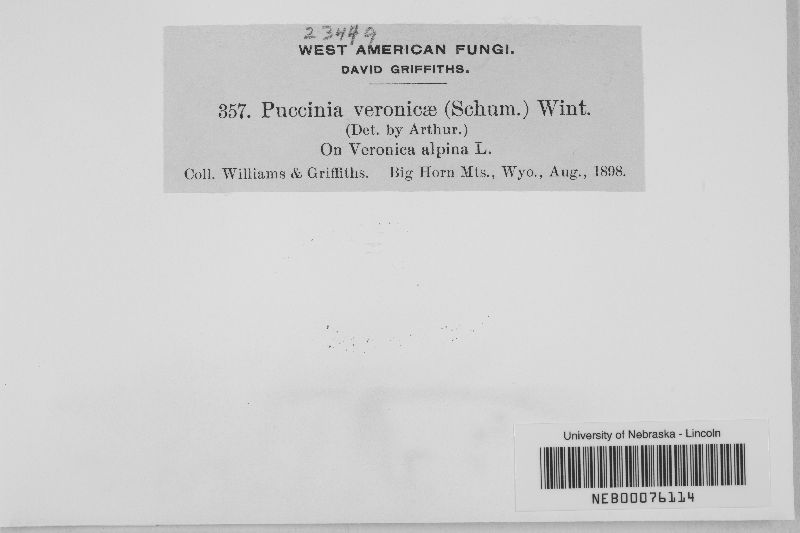 23449
WEST AMERICAN FUNGI.
DAVID GRIFFITHS.
357. Puccinia veronicæ (Schum.) Wint.
(Det. by Arthur.)
On Veronica alpina L.
Coll. Williams & Griffiths. Big Horn Mts., Wyo., Aug., 1898.
University of Nebraska - Lincoln
NEB00076114